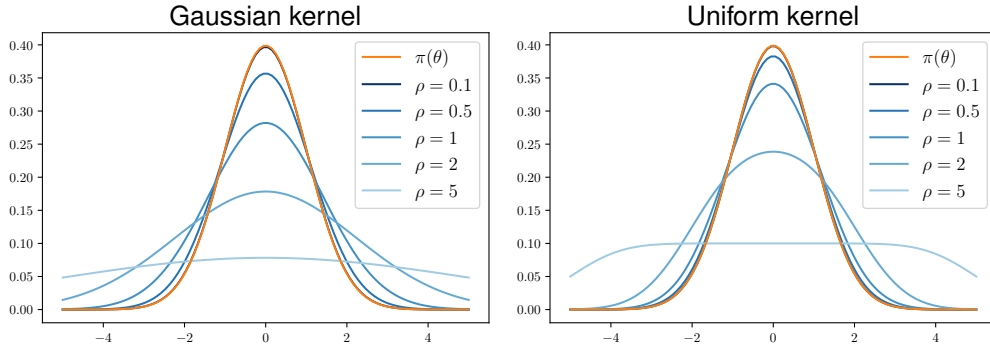 Gaussian kernel
0.40
0.35
0.30
0.25
0.20
0.15
0.10
0.05
0.00
−4
−2
0
2
4
π(θ)
ρ = 0.1
ρ = 0.5
ρ = 1
ρ = 2
ρ = 5
Uniform kernel
0.40
0.35
0.30
0.25
0.20
0.15
0.10
0.05
0.00
−4
−2
0
2
4
π(θ)
ρ = 0.1
ρ = 0.5
ρ = 1
ρ = 2
ρ = 5